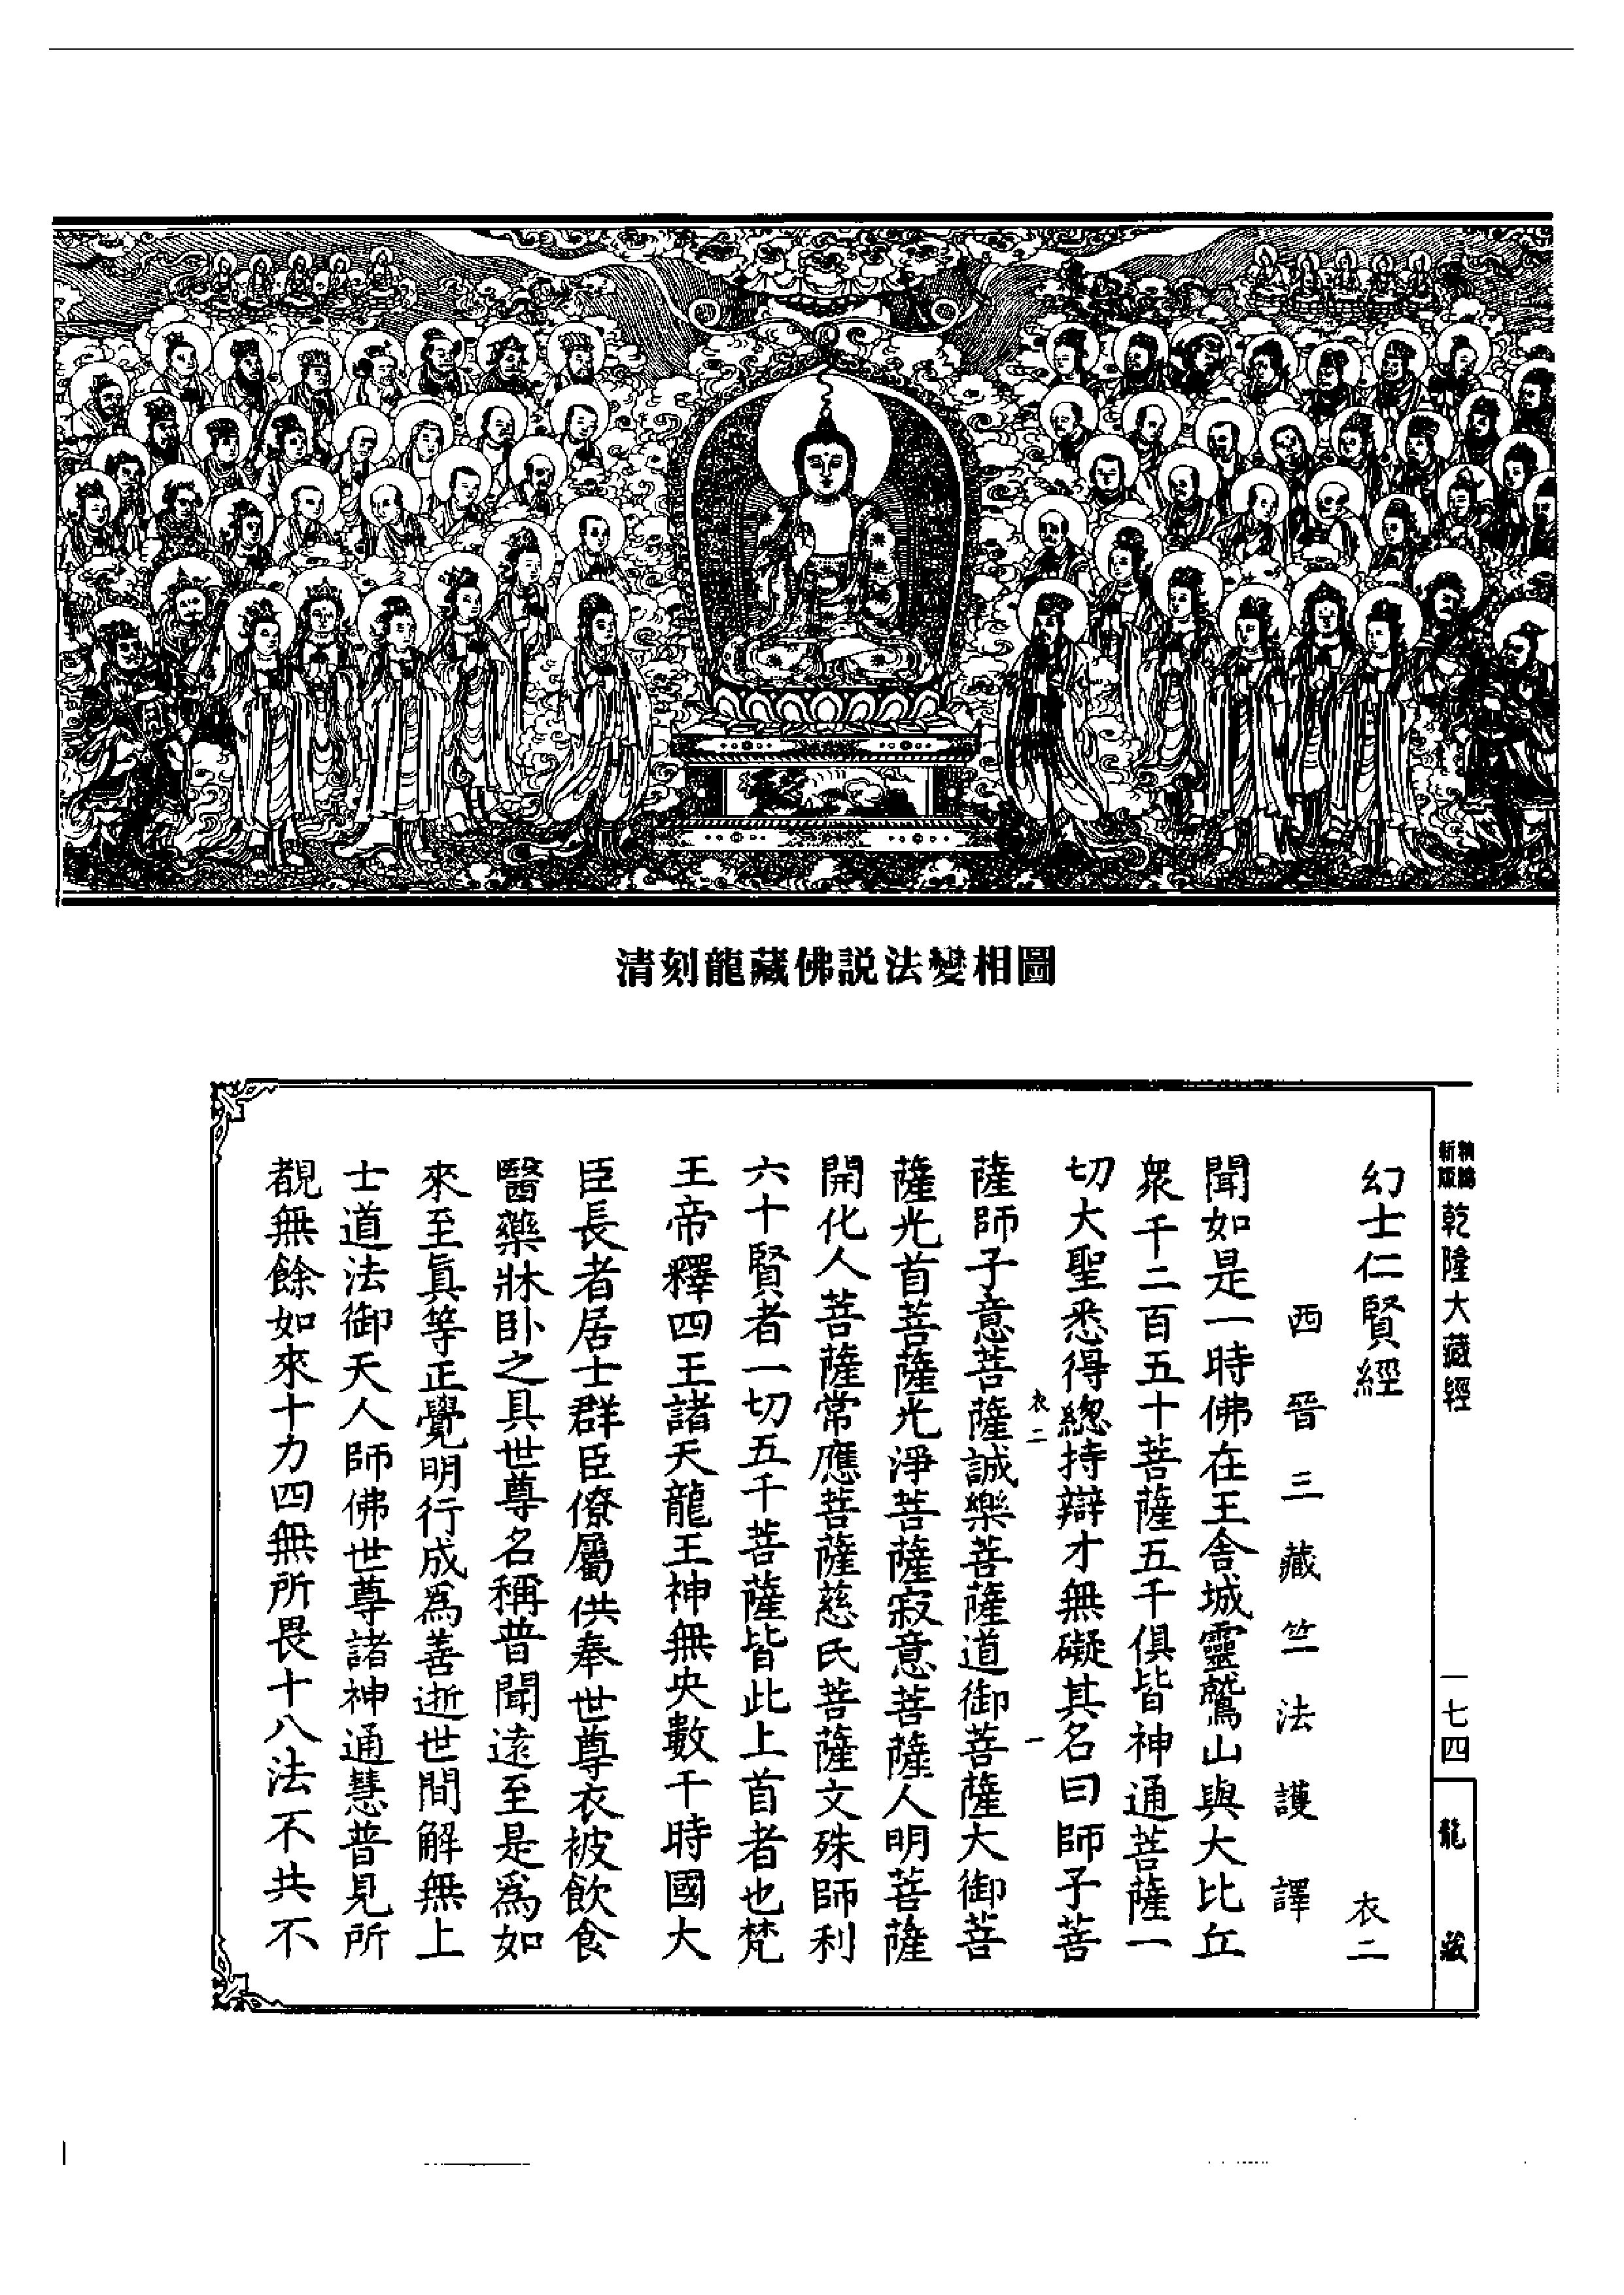 清刻龍藏佛説法變相圖
新版
乾隆大藏經
一七四
龍藏
幻士仁賢經
衣二
西晉三藏竺法護譯
聞如是一時佛在王舍城靈鷲山與大比丘
衆千二百五十菩薩五千俱皆神通菩薩一
切大聖悉得總持辯才無礙其名曰師子菩
衣二
一
薩師子意菩薩誠樂菩薩道御菩薩大御菩
薩光首菩薩光淨菩薩寂意菩薩人明菩薩
開化人菩薩常應菩薩慈氏菩薩文殊師利
六十賢者一切五千菩薩皆此上首者也梵
王帝釋四王諸天龍王神無央數千時國大
臣長者居士群臣僚屬供奉世尊衣被飲食
醫藥牀臥之具世尊名稱普聞遠至是爲如
來至眞等正覺明行成爲善逝世間解無上
士道法御天人師佛世尊諸神通慧普見所
覩無餘如來十力四無所畏十八法不共不